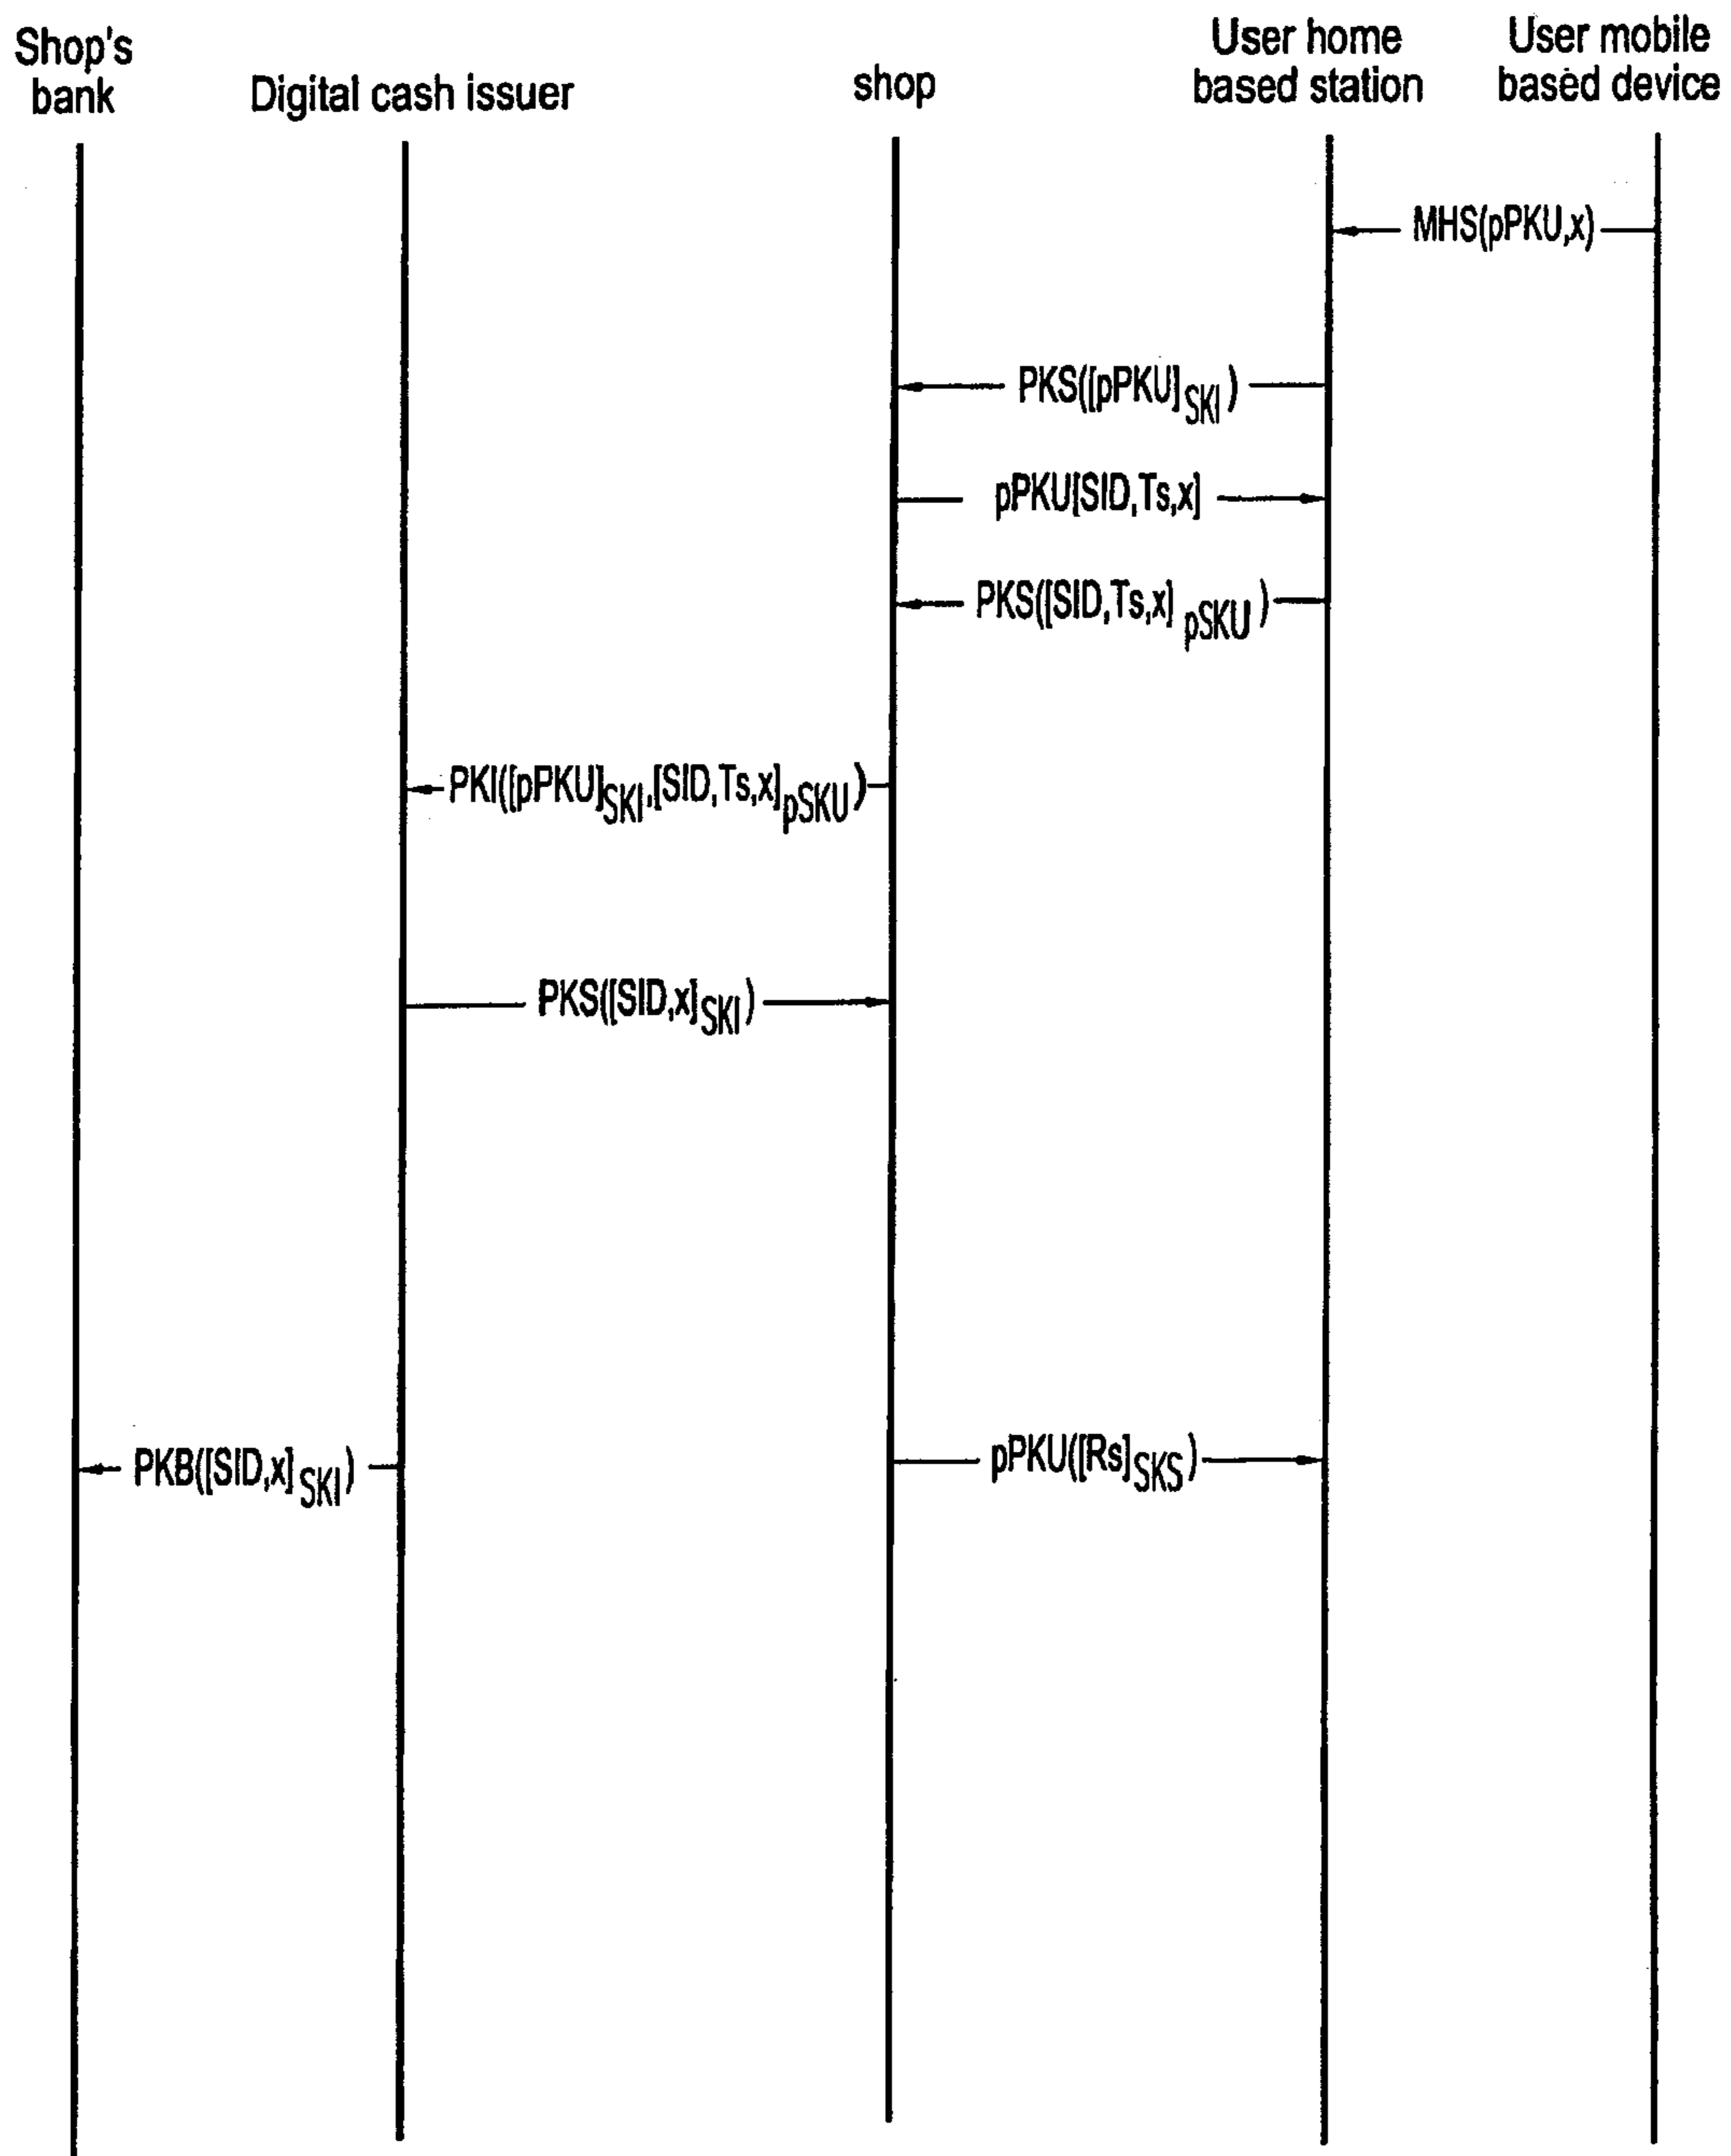 Shop's
bank
Digital cash issuer
shop
User home
based station
User mobile
based device
MHS(pPKU,x)
PKS([pPKU]SKI)
pPKU[SID,Ts,x]
PKS([SID,Ts,x] pSKU)
PKI([pPKU]SKI,[SID,Ts,x]pSKU)
PKS([SID,x]SKI)
PKB([SID,x]SKI)
pPKU([Rs]SKS)